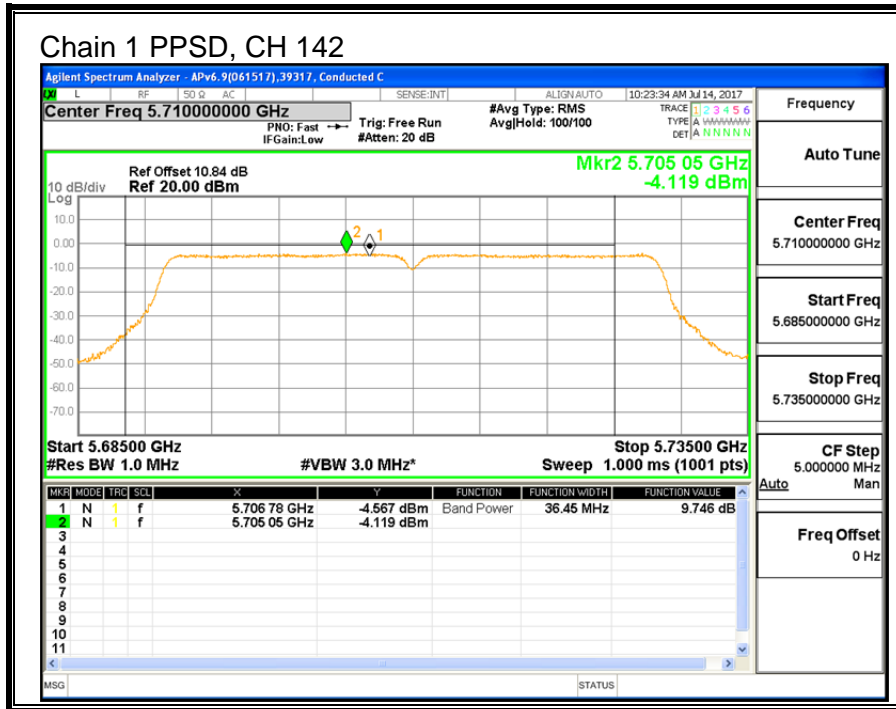 Chain 1 PPSD, CH 142
Agilent Spectrum Analyzer - APv6.9(061517),39317, Conducted C
LXI L RF 50 Ω AC SENSE:INT ALIGN AUTO 10:23:34 AM Jul 14, 2017
Center Freq 5.710000000 GHz
PNO: Fast
IFGain:Low
Trig: Free Run
#Atten: 20 dB
#Avg Type: RMS
Avg|Hold: 100/100
TRACE 1 2 3 4 5 6
TYPE A WWWWW
DET A N N N N N
Ref Offset 10.84 dB
10 dB/div Ref 20.00 dBm
Log
Mkr2 5.705 05 GHz
-4.119 dBm
10.0
0.00
-10.0
-20.0
-30.0
-40.0
-50.0
-60.0
-70.0
2 1
Start 5.68500 GHz Stop 5.73500 GHz
#Res BW 1.0 MHz #VBW 3.0 MHz* Sweep 1.000 ms (1001 pts)
MKR MODE TRC SCL X Y FUNCTION FUNCTION WIDTH FUNCTION VALUE
1 N 1 f 5.706 78 GHz -4.567 dBm Band Power 36.45 MHz 9.746 dB
2 N 1 f 5.705 05 GHz -4.119 dBm
3
4
5
6
7
8
9
10
11
MSG STATUS
Frequency
Auto Tune
Center Freq
5.710000000 GHz
Start Freq
5.685000000 GHz
Stop Freq
5.735000000 GHz
CF Step
5.000000 MHz
Auto Man
Freq Offset
0 Hz